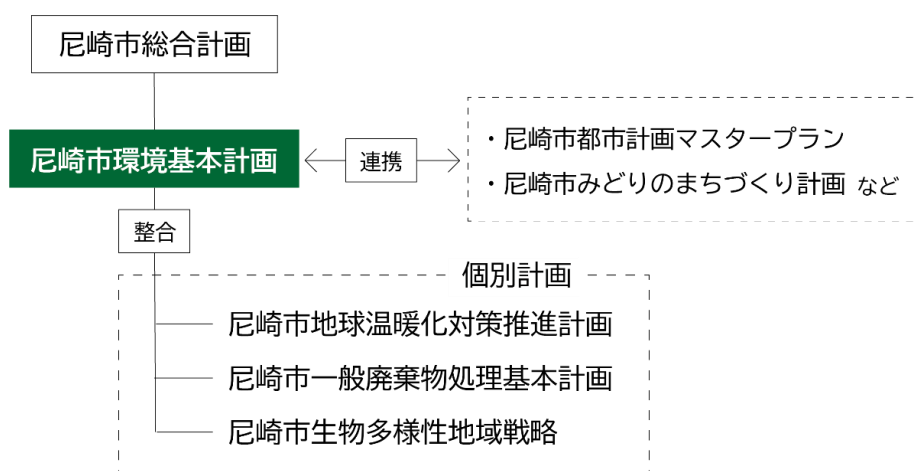 尼崎市総合計画
尼崎市環境基本計画
連携
・尼崎市都市計画マスタープラン
・尼崎市みどりのまちづくり計画 など
整合
個別計画
尼崎市地球温暖化対策推進計画
尼崎市一般廃棄物処理基本計画
尼崎市生物多様性地域戦略